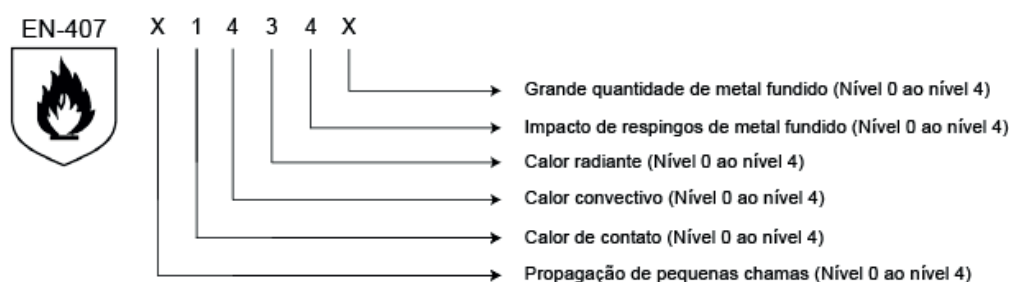 EN-407 X 1 4 3 4 X
Grande quantidade de metal fundido (Nível 0 ao nível 4)
Impacto de respingos de metal fundido (Nível 0 ao nível 4)
Calor radiante (Nível 0 ao nível 4)
Calor convectivo (Nível 0 ao nível 4)
Calor de contato (Nível 0 ao nível 4)
Propagação de pequenas chamas (Nível 0 ao nível 4)